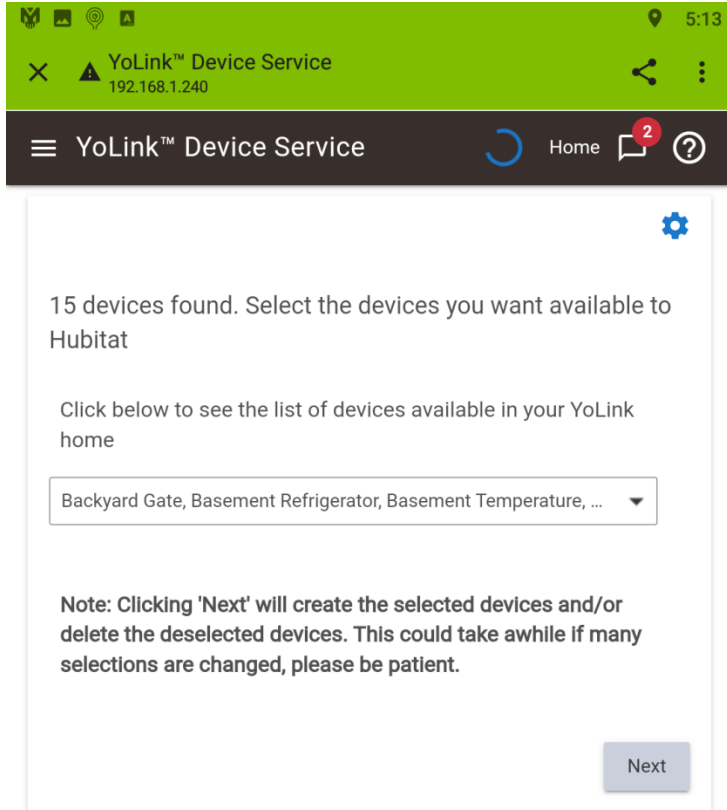 5:13
YoLink™ Device Service
192.168.1.240
YoLink™ Device Service
Home
2
15 devices found. Select the devices you want available to
Hubitat
Click below to see the list of devices available in your YoLink
home
Backyard Gate, Basement Refrigerator, Basement Temperature, ...
Note: Clicking 'Next' will create the selected devices and/or
delete the deselected devices. This could take awhile if many
selections are changed, please be patient.
Next